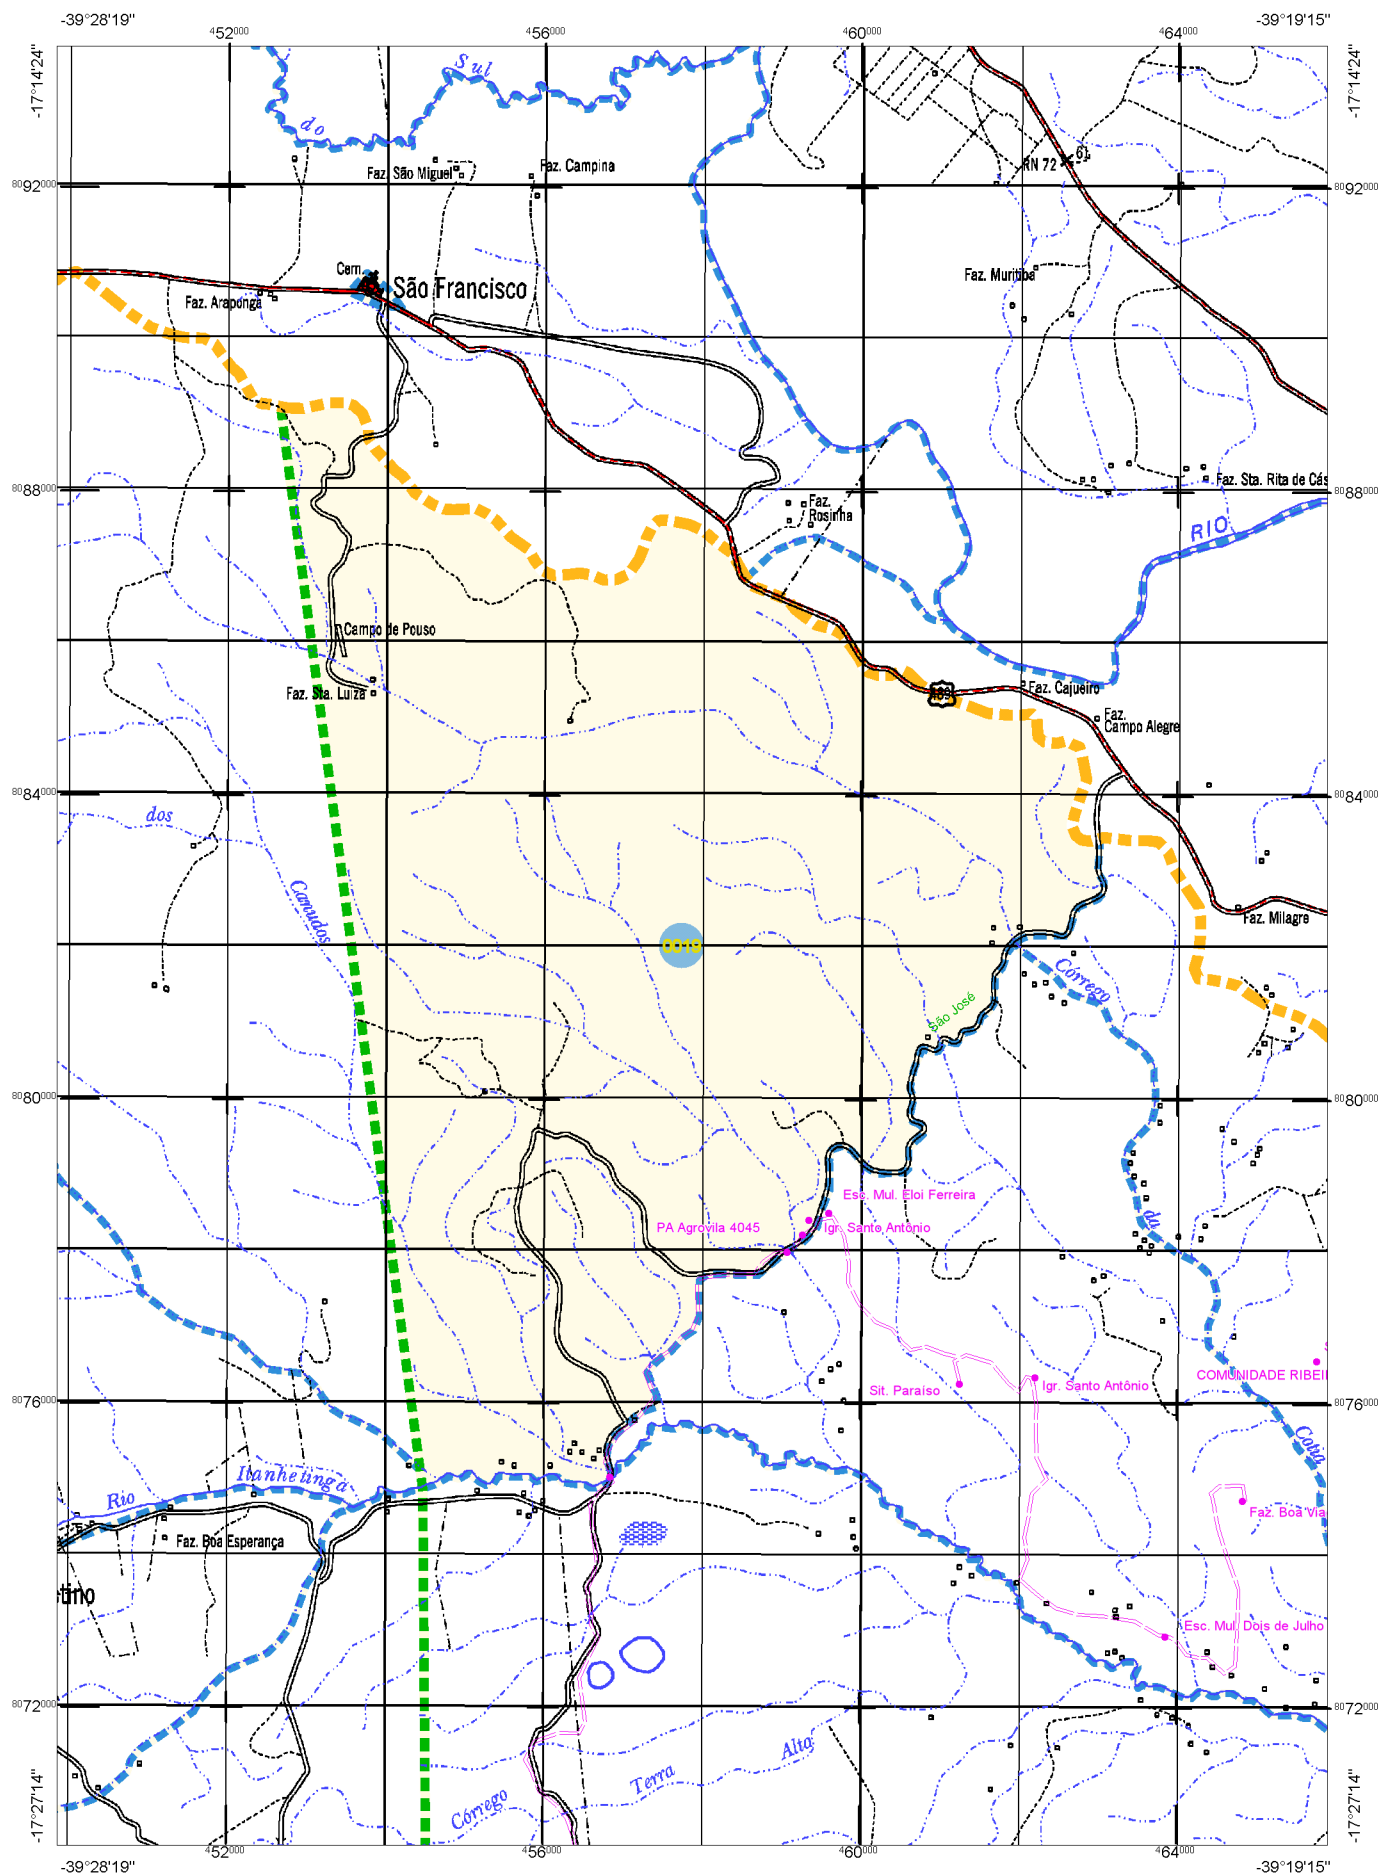 -39°28'19"
-39°19'15"
452000
456000
460000
464000
-17°14'24"
-17°14'24"
Sul
do
61
RN 72
Faz. São Miguel
Faz. Campina
8092000
8092000
Cem.
São Francisco
Faz. Araponga
Faz. Muritiba
Faz. Sta. Rita de Cás
8088000
8088000
Faz.
Rosinha
RIO
Campo de Pouso
Faz. Sta. Luiza
489
Faz. Cajueiro
Faz.
Campo Alegre
8084000
8084000
dos
Canudos
Faz. Milagre
0019
Córrego
São José
8080000
8080000
Esc. Mul. Eloi Ferreira
PA Agrovila 4045
Igr. Santo Antônio
da
COMUNIDADE RIBEI
Sit. Paraíso
Igr. Santo Antônio
8076000
8076000
Cotia
Itanhetinga
Rio
Faz. Boa Via
Faz. Boa Esperança
tino
Esc. Mul. Dois de Julho
8072000
8072000
Alto
Terra
Córrego
-17°27'14"
-17°27'14"
452000
456000
460000
464000
-39°28'19"
-39°19'15"